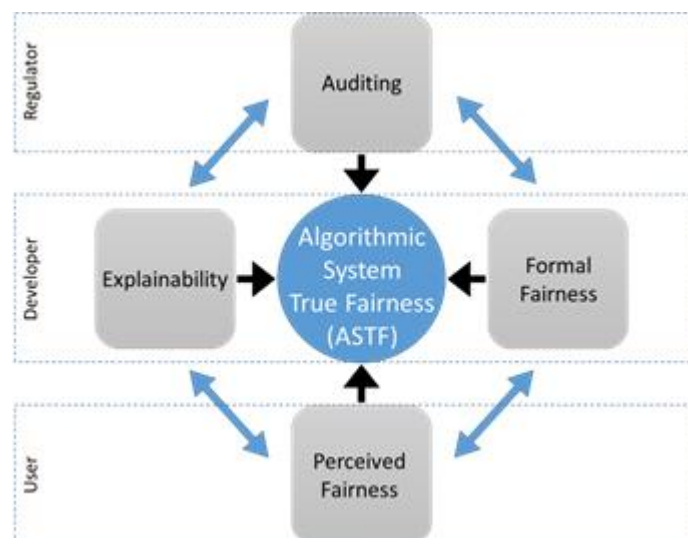 Regulator
Auditing
Developer
Explainability
Algorithmic
System
True Fairness
(ASTF)
Formal
Fairness
User
Perceived
Fairness